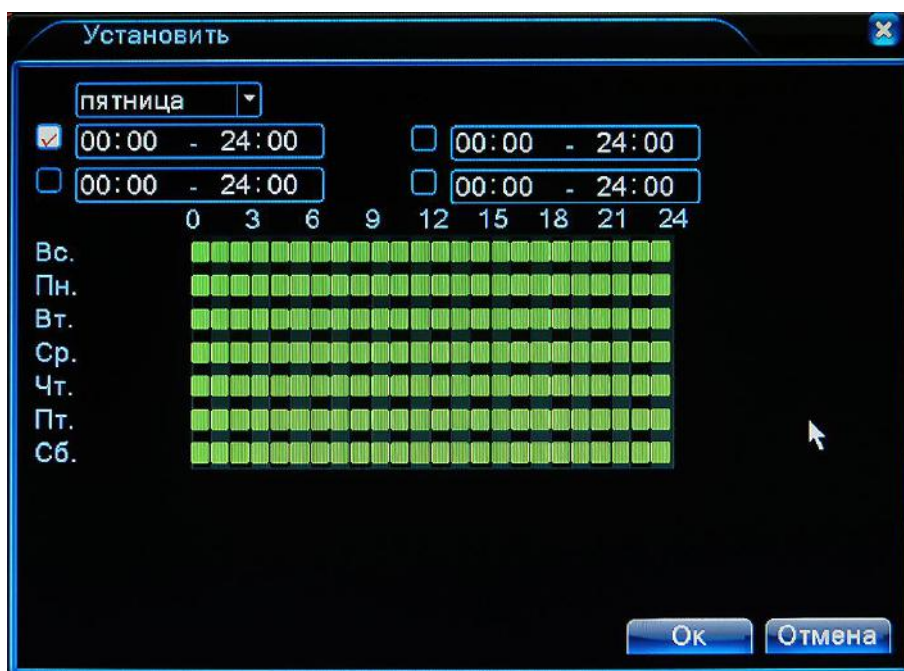 Установить
пятница
00:00 - 24:00 00:00 - 24:00
00:00 - 24:00 00:00 - 24:00
0 3 6 9 12 15 18 21 24
Вс.
Пн.
Вт.
Ср.
Чт.
Пт.
Сб.
Ок Отмена